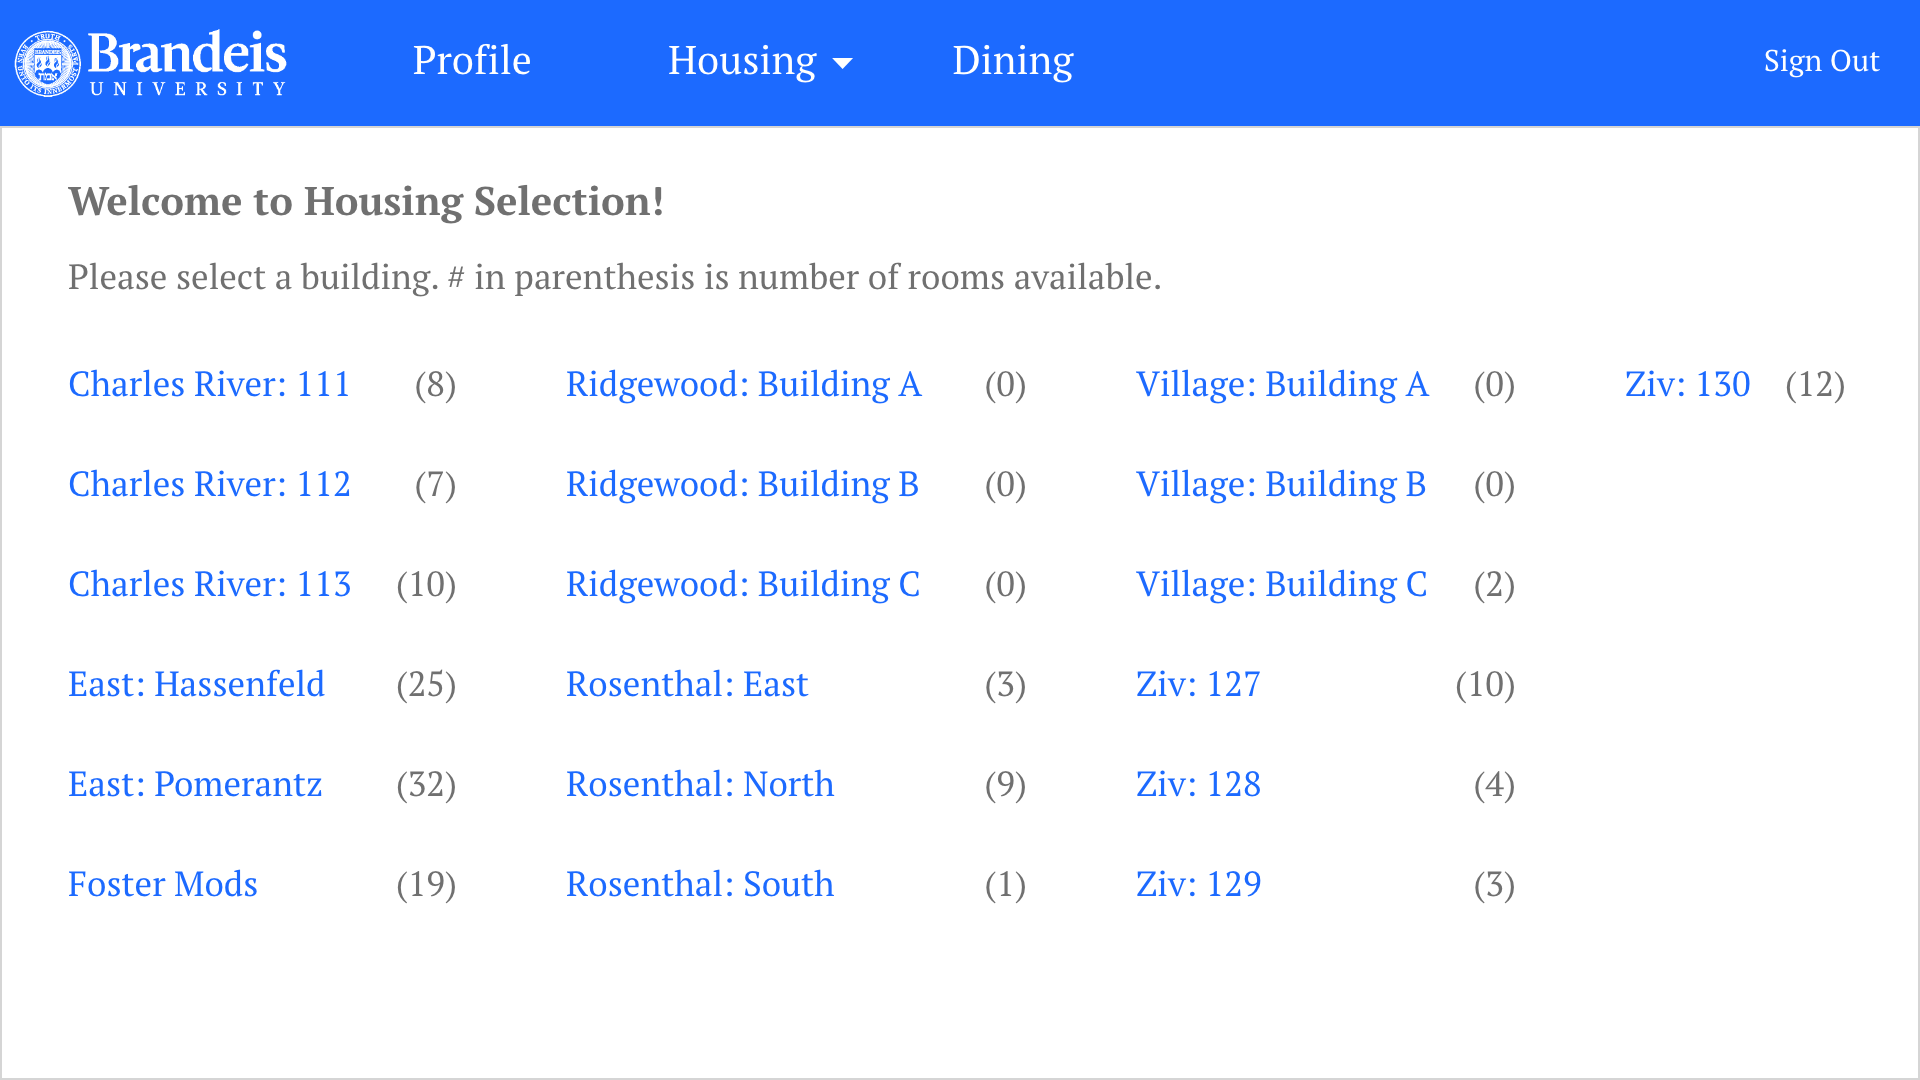 Brandeis
UNIVERSITY
Profile
Housing
Dining
Sign Out
Welcome to Housing Selection!
Please select a building. # in parenthesis is number of rooms available.
Charles River: 111 (8) Ridgewood: Building A (0) Village: Building A (0) Ziv: 130 (12)
Charles River: 112 (7) Ridgewood: Building B (0) Village: Building B (0)
Charles River: 113 (10) Ridgewood: Building C (0) Village: Building C (2)
East: Hassenfeld (25) Rosenthal: East (3) Ziv: 127 (10)
East: Pomerantz (32) Rosenthal: North (9) Ziv: 128 (4)
Foster Mods (19) Rosenthal: South (1) Ziv: 129 (3)